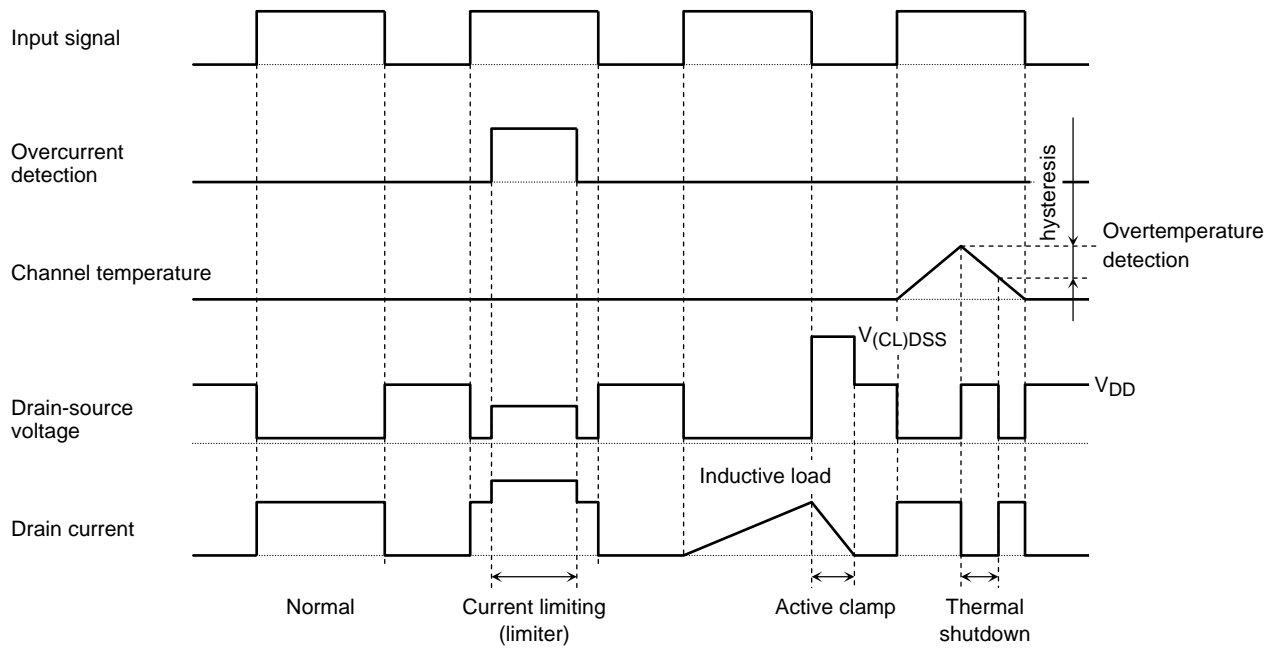 Input signal
Overcurrent
detection
hysteresis
Overtemperature
detection
Channel temperature
V(CL)DSS
VDD
Drain-source
voltage
Inductive load
Drain current
Normal
Current limiting
(limiter)
Active clamp
Thermal
shutdown